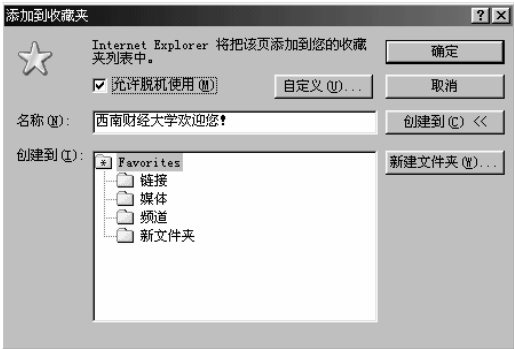 添加到收藏夹
Internet Explorer 将把该页添加到您的收藏
夹列表中。
确定
允许脱机使用(M)
自定义(U)...
取消
名称(N):
西南财经大学欢迎您!
创建到(C) <<
创建到(I):
Favorites
新建文件夹(W)...
链接
媒体
频道
新文件夹